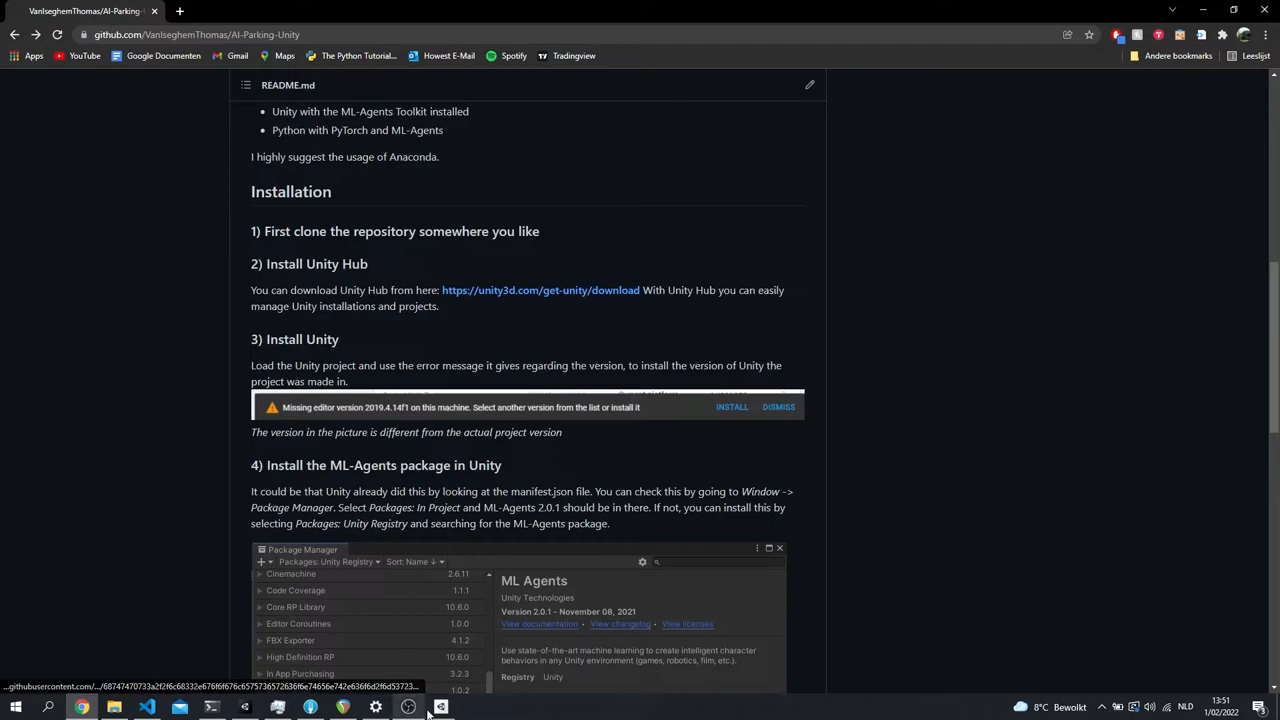 VanIseghemThomas/AI-Parking-U
github.com/VanIseghemThomas/AI-Parking-Unity
Apps YouTube Google Documenten Gmail Maps The Python Tutorial... Howest E-Mail Spotify Tradingview Andere bookmarks Leeslijst
README.md
Unity with the ML-Agents Toolkit installed
Python with PyTorch and ML-Agents
I highly suggest the usage of Anaconda.
Installation
1) First clone the repository somewhere you like
2) Install Unity Hub
You can download Unity Hub from here: https://unity3d.com/get-unity/download With Unity Hub you can easily
manage Unity installations and projects.
3) Install Unity
Load the Unity project and use the error message it gives regarding the version, to install the version of Unity the
project was made in.
Missing editor version 2019.4.14f1 on this machine. Select another version from the list or install it INSTALL DISMISS
The version in the picture is different from the actual project version
4) Install the ML-Agents package in Unity
It could be that Unity already did this by looking at the manifest.json file. You can check this by going to Window ->
Package Manager. Select Packages: In Project and ML-Agents 2.0.1 should be in there. If not, you can install this by
selecting Packages: Unity Registry and searching for the ML-Agents package.
Package Manager
Packages: Unity Registry Sort: Name
Cinemachine 2.6.11
Code Coverage 1.1.1
Core RP Library 10.6.0
Editor Coroutines 1.0.0
FBX Exporter 4.1.2
High Definition RP 10.6.0
In App Purchasing 3.2.3
1.0.2
ML Agents
Unity Technologies
Version 2.0.1 - November 08, 2021
View documentation • View changelog • View licenses
Use state-of-the-art machine learning to create intelligent character
behaviors in any Unity environment (games, robotics, film, etc.).
Registry Unity
8°C Bewolkt NLD 13:51
1/02/2022